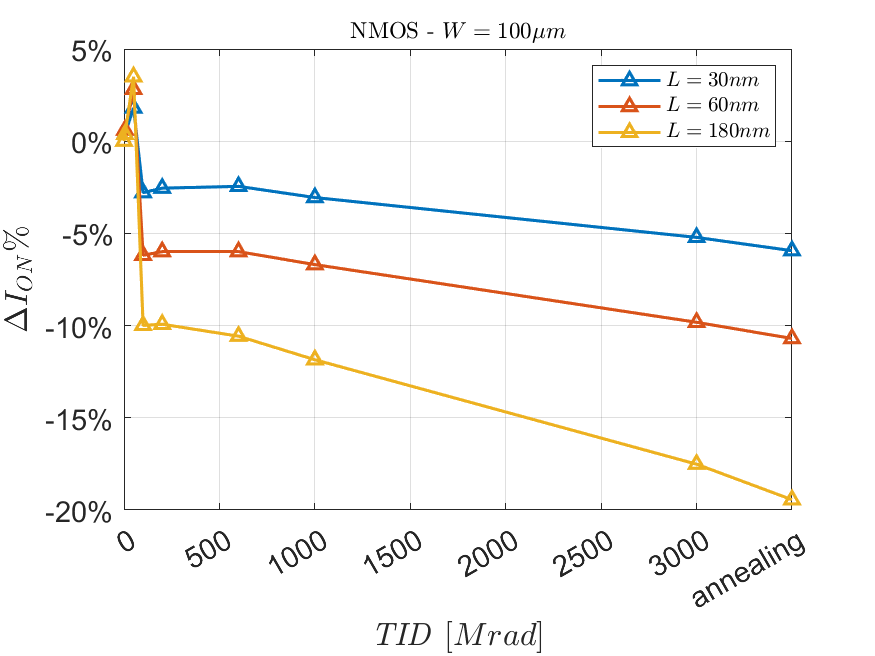 NMOS - W = 100μm
5%
0%
-5%
-10%
-15%
-20%
ΔI_ON%
L = 30nm
L = 60nm
L = 180nm
0
500
1000
1500
2000
2500
3000
annealing
TID [Mrad]